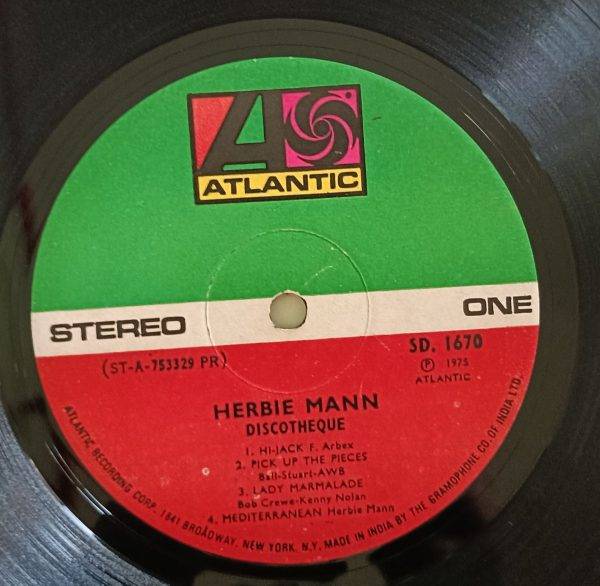 ATLANTIC
STEREO
ONE
(ST-A-753329 PR)
SD. 1670
Ⓟ 1975
ATLANTIC
HERBIE MANN
DISCOTHEQUE
1. HI-JACK F. Arbex
2. PICK UP THE PIECES
Ball-Stuart-AWB
3. LADY MARMALADE
Bob Crewe-Kenny Nolan
4. MEDITERRANEAN Herbie Mann
ATLANTIC RECORDING CORP. 1841 BROADWAY, NEW YORK, N.Y. MADE IN INDIA BY THE GRAMOPHONE CO. OF INDIA LTD.